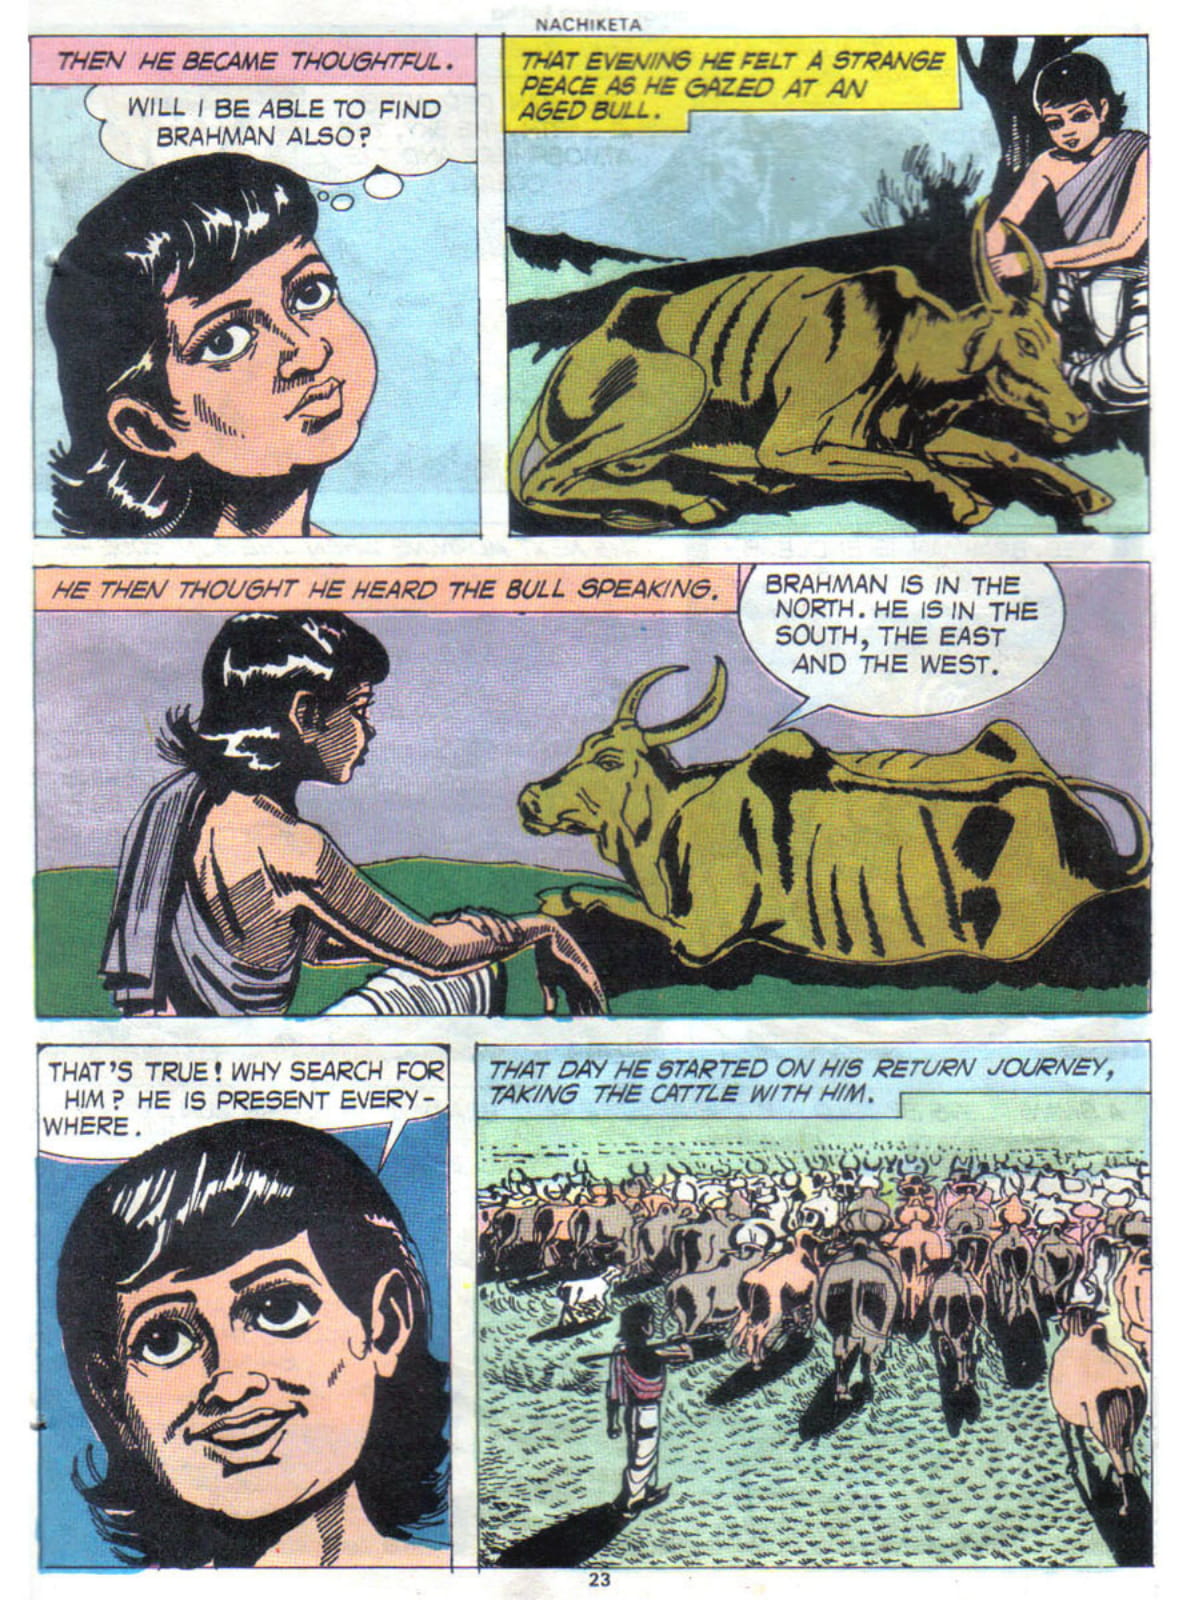 NACHIKETA
THEN HE BECAME THOUGHTFUL.
WILL I BE ABLE TO FIND
BRAHMAN ALSO?
THAT EVENING HE FELT A STRANGE
PEACE AS HE GAZED AT AN
AGED BULL.
HE THEN THOUGHT HE HEARD THE BULL SPEAKING.
BRAHMAN IS IN THE
NORTH. HE IS IN THE
SOUTH, THE EAST
AND THE WEST.
THAT'S TRUE! WHY SEARCH FOR
HIM? HE IS PRESENT EVERY-
WHERE.
THAT DAY HE STARTED ON HIS RETURN JOURNEY,
TAKING THE CATTLE WITH HIM.
23